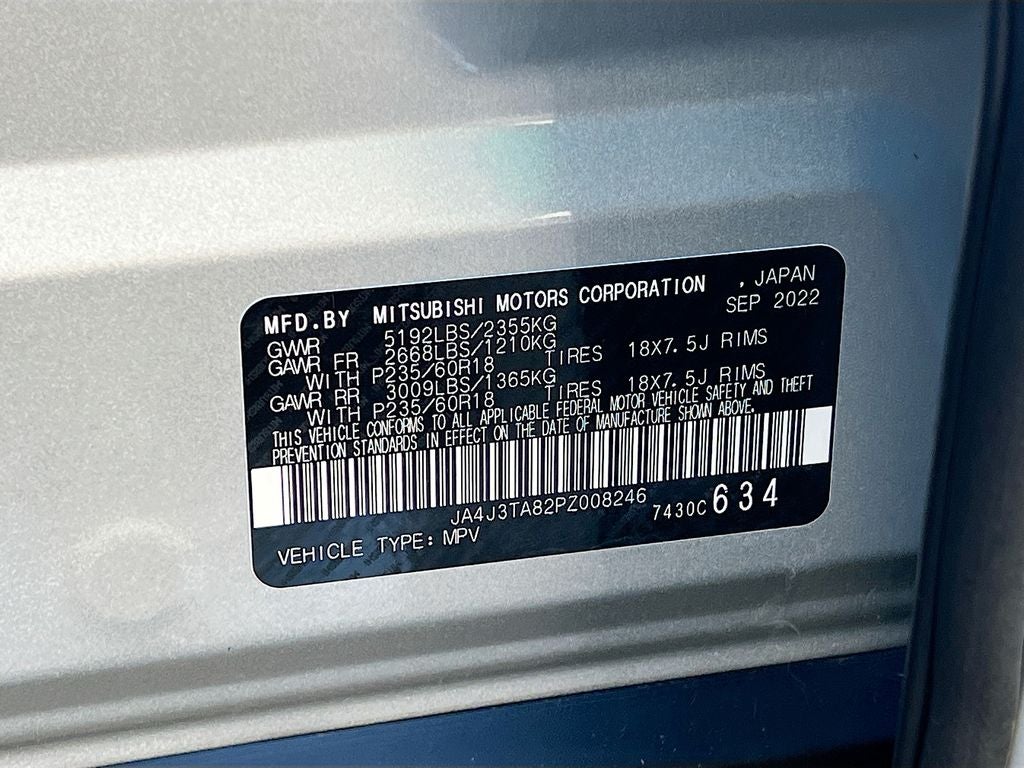 MFD.BY MITSUBISHI MOTORS CORPORATION , JAPAN
SEP 2022
GVWR 5192LBS/2355KG
GAWR FR 2668LBS/1210KG
WITH P235/60R18 TIRES 18X7.5J RIMS
GAWR RR 3009LBS/1365KG
WITH P235/60R18 TIRES 18X7.5J RIMS
THIS VEHICLE CONFORMS TO ALL APPLICABLE FEDERAL MOTOR VEHICLE SAFETY AND THEFT
PREVENTION STANDARDS IN EFFECT ON THE DATE OF MANUFACTURE SHOWN ABOVE.
JA4J3TA82PZ008246 7430C 634
VEHICLE TYPE: MPV